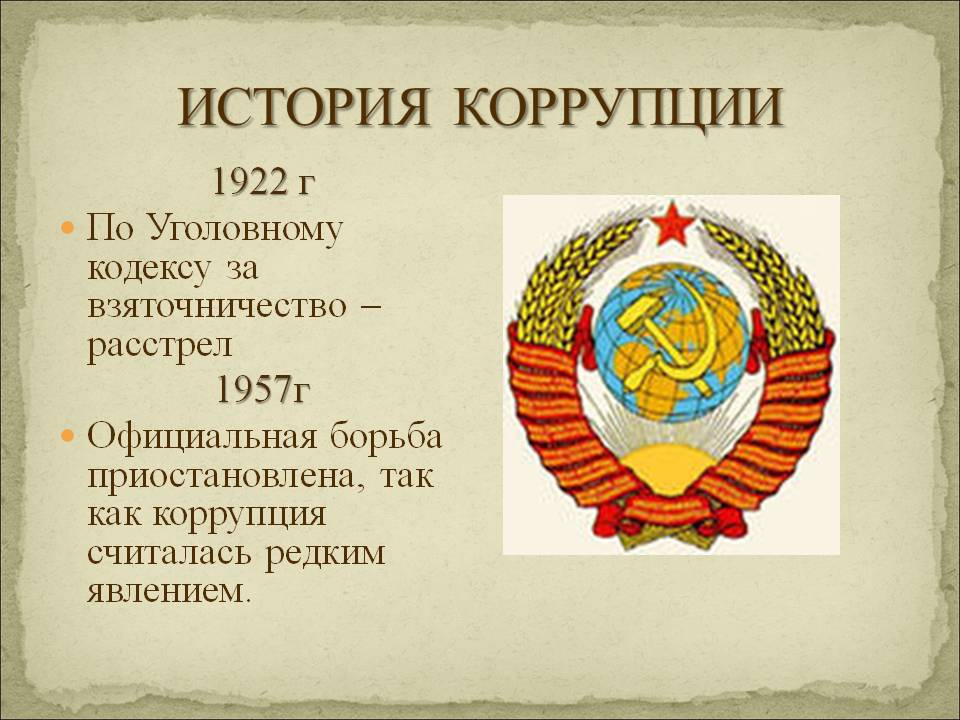 ИСТОРИЯ КОРРУПЦИИ
1922 г
• По Уголовному
кодексу за
взяточничество –
расстрел
1957г
• Официальная борьба
приостановлена, так
как коррупция
считалась редким
явлением.